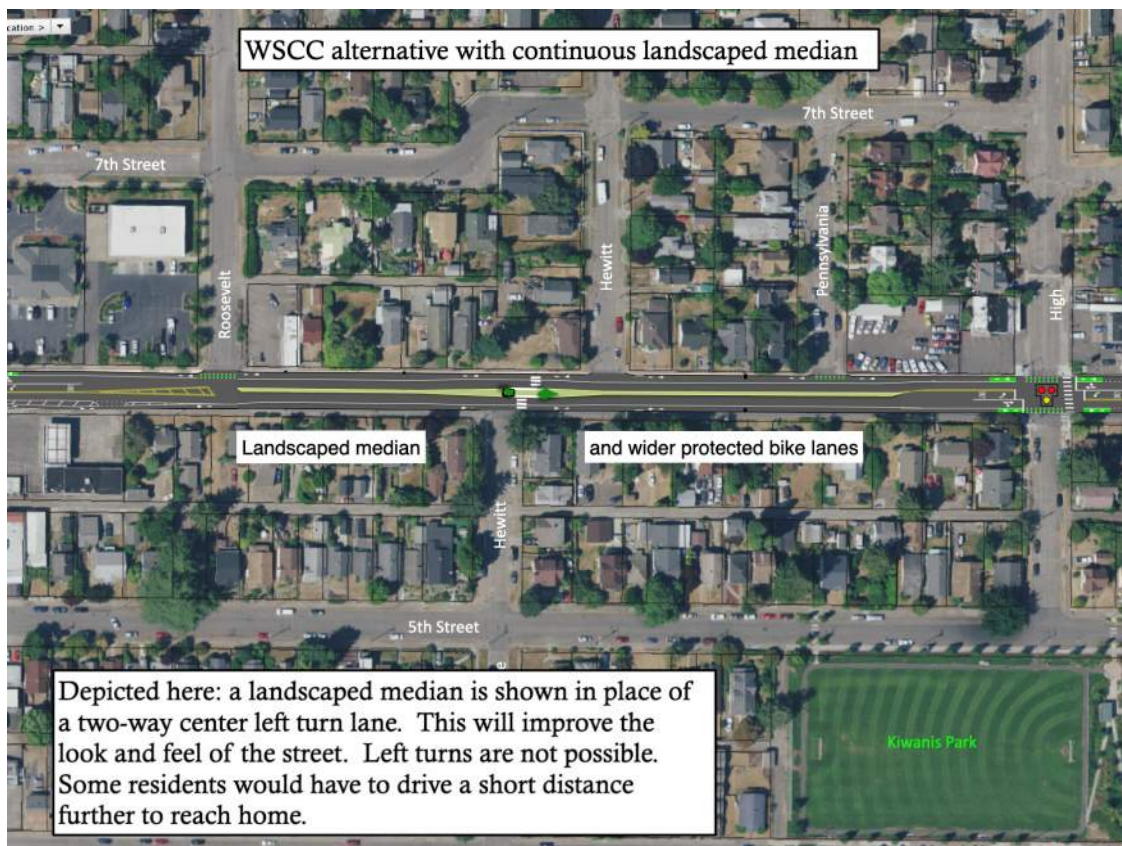 cation >
WSCC alternative with continuous landscaped median
7th Street
7th Street
Roosevelt
Hewitt
Pennsylvania
High
Landscaped median
and wider protected bike lanes
Hewitt
5th Street
e
Depicted here: a landscaped median is shown in place of
a two-way center left turn lane.  This will improve the
look and feel of the street.  Left turns are not possible.
Some residents would have to drive a short distance
further to reach home.
Kiwanis Park